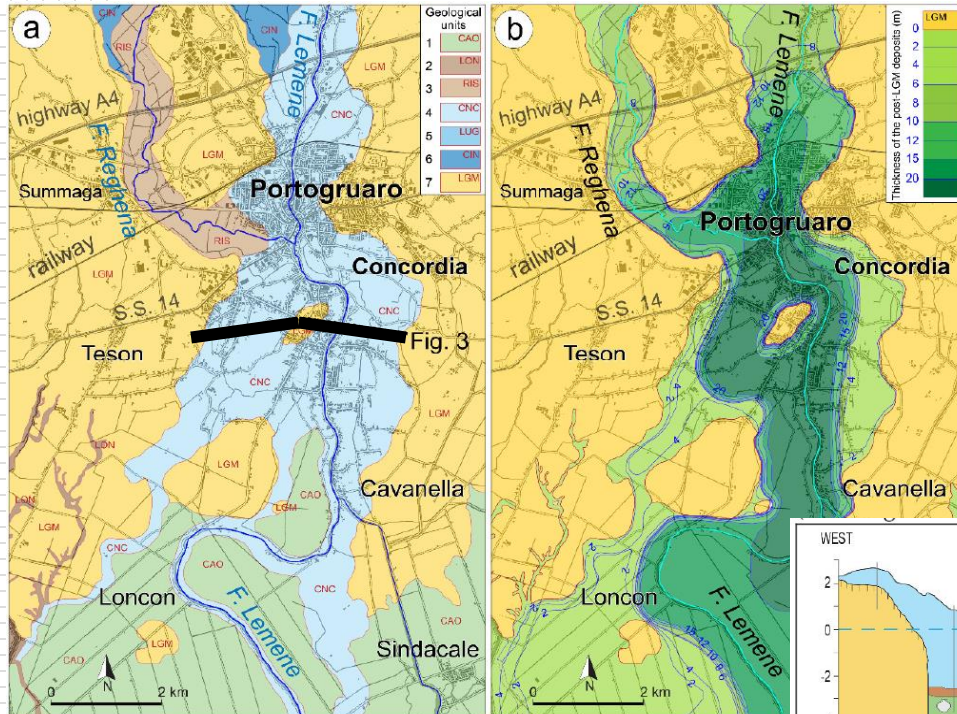 a
Geological units
1 CAO
2 LON
3 RIS
4 CNC
5 LUG
6 CIN
7 LGM
CIN
CIN
RIS
F. Lemene
LGM
CNC
highway A4
F. Reghena
LGM
Summaga
Portogruaro
railway
RIS
LGM
Concordia
S.S. 14
CNC
LGM
Fig. 3
Teson
CNC
LGM
LON
LGM
CAO
Cavanella
LON
LGM
LGM
CNC
CAO
CNC
Loncon
F. Lemene
CAO
LGM
Sindacale
CAO
N
0 2 km
b
Thickness of the post-LGM deposits (m)
LGM
0
2
4
6
8
10
12
15
20
F. Lemene
highway A4
F. Reghena
Summaga
Portogruaro
railway
Concordia
S.S. 14
Teson
Cavanella
Loncon
F. Lemene
N
0 2 km
WEST
2
0
-2